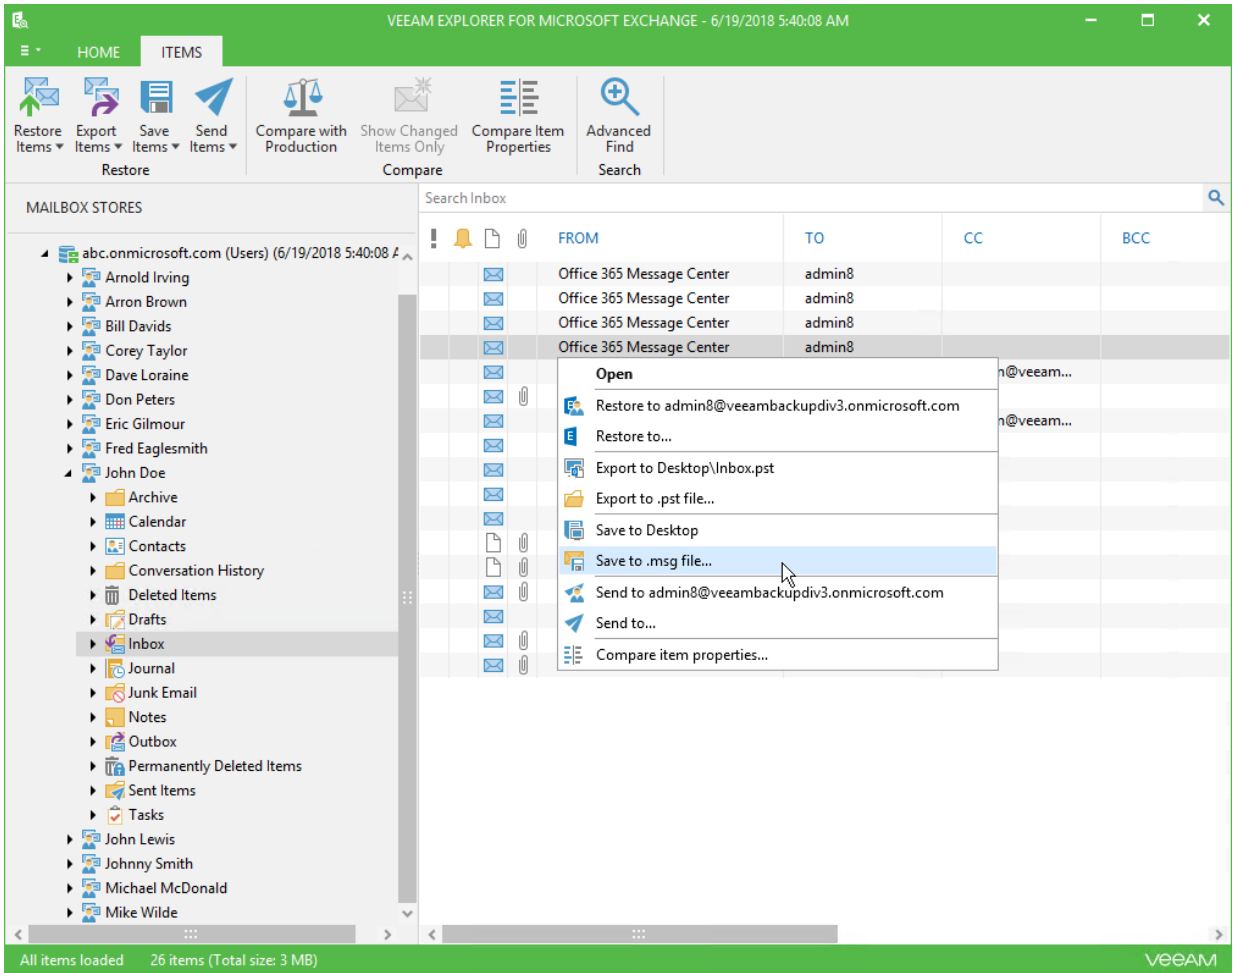 VEEAM EXPLORER FOR MICROSOFT EXCHANGE - 6/19/2018 5:40:08 AM
HOME ITEMS
Restore Items
Export Items
Save Items
Send Items
Compare with Production
Show Changed Items Only
Compare Item Properties
Advanced Find
Restore Compare Search
MAILBOX STORES
abc.onmicrosoft.com (Users) (6/19/2018 5:40:08
Arnold Irving
Arron Brown
Bill Davids
Corey Taylor
Dave Loraine
Don Peters
Eric Gilmour
Fred Eaglesmith
John Doe
Archive
Calendar
Contacts
Conversation History
Deleted Items
Drafts
Inbox
Journal
Junk Email
Notes
Outbox
Permanently Deleted Items
Sent Items
Tasks
John Lewis
Johnny Smith
Michael McDonald
Mike Wilde
Search Inbox
FROM TO CC BCC
Office 365 Message Center admin8
Office 365 Message Center admin8
Office 365 Message Center admin8
Office 365 Message Center admin8
n@veeam...
n@veeam...
Open
Restore to admin8@veeambackupdiv3.onmicrosoft.com
Restore to...
Export to Desktop\Inbox.pst
Export to .pst file...
Save to Desktop
Save to .msg file...
Send to admin8@veeambackupdiv3.onmicrosoft.com
Send to...
Compare item properties...
All items loaded 26 items (Total size: 3 MB) VEEAM